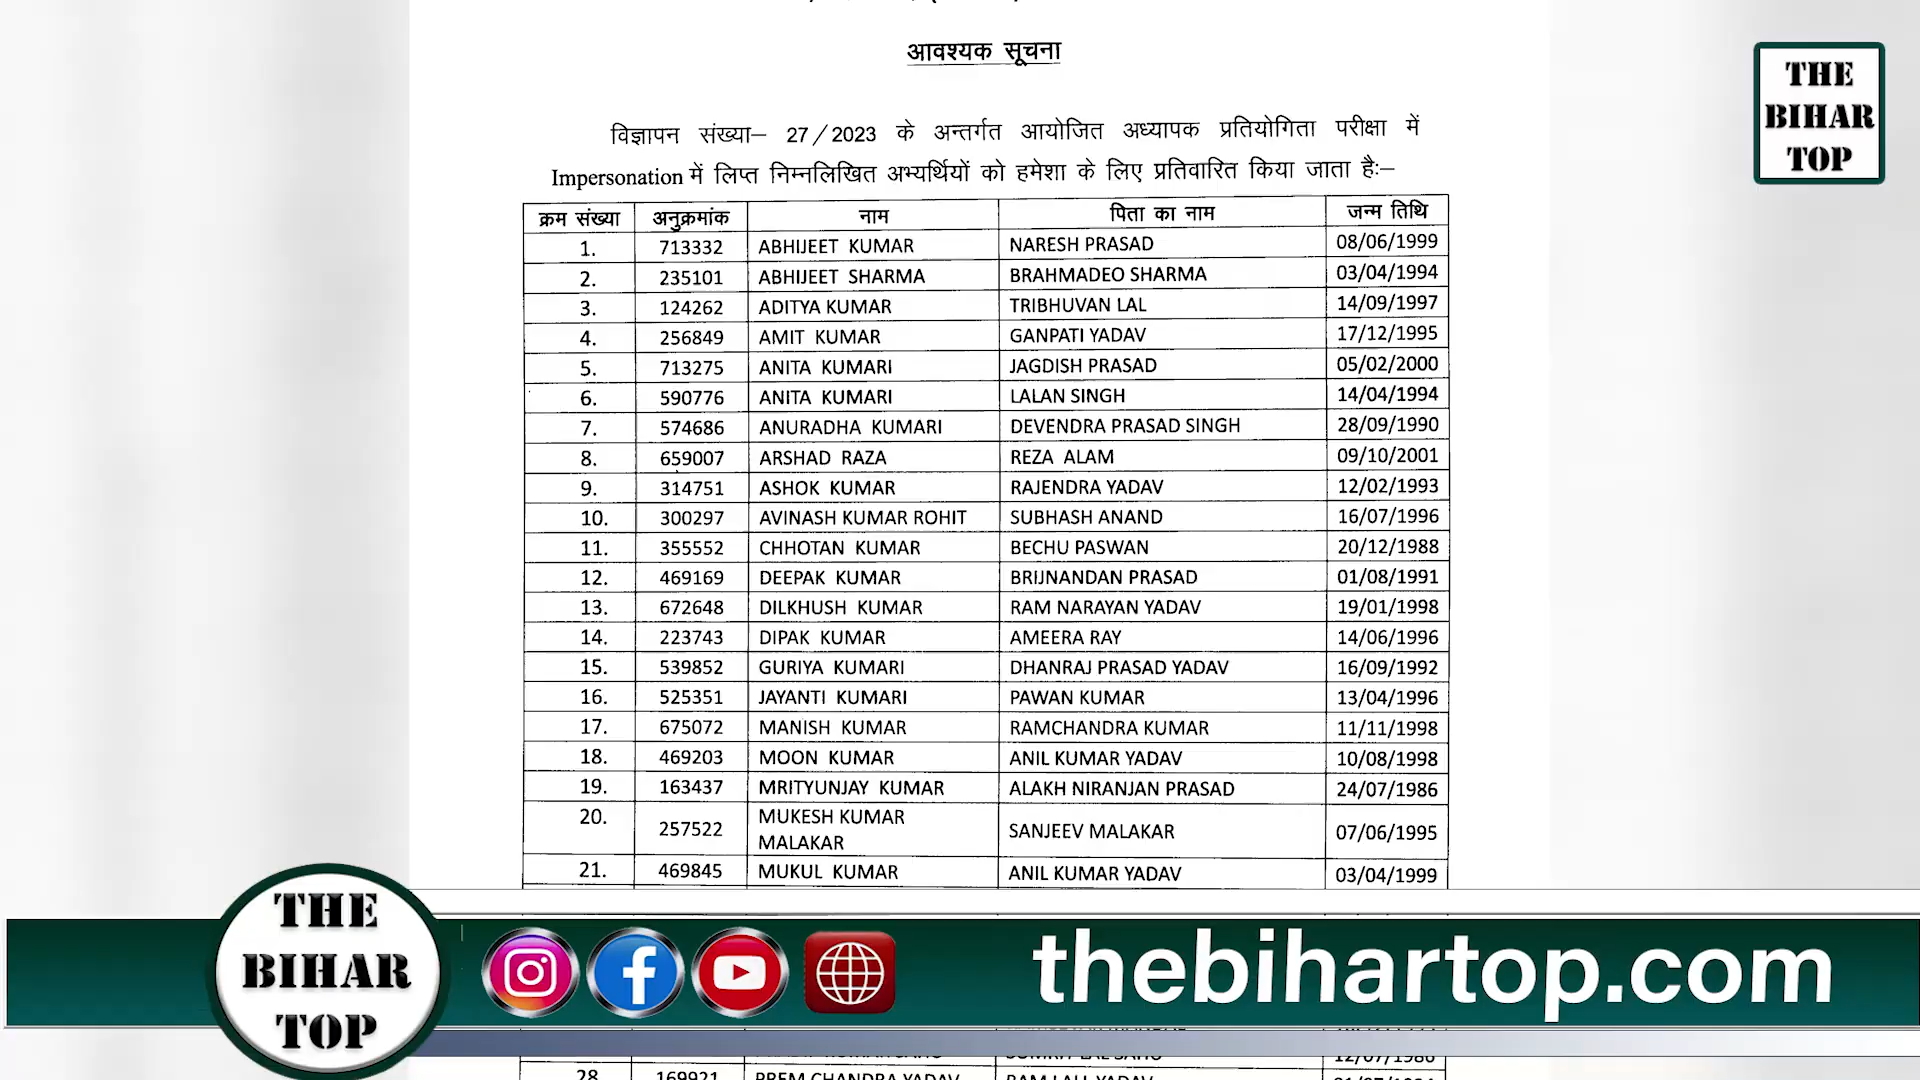 आवश्यक सूचना
THE
BIHAR
TOP
विज्ञापन संख्या– 27/2023 के अन्तर्गत आयोजित अध्यापक प्रतियोगिता परीक्षा में
Impersonation में लिप्त निम्नलिखित अभ्यर्थियों को हमेशा के लिए प्रतिवारित किया जाता है:–
क्रम संख्या अनुक्रमांक नाम पिता का नाम जन्म तिथि
1. 713332 ABHIJEET KUMAR NARESH PRASAD 08/06/1999
2. 235101 ABHIJEET SHARMA BRAHMADEO SHARMA 03/04/1994
3. 124262 ADITYA KUMAR TRIBHUVAN LAL 14/09/1997
4. 256849 AMIT KUMAR GANPATI YADAV 17/12/1995
5. 713275 ANITA KUMARI JAGDISH PRASAD 05/02/2000
6. 590776 ANITA KUMARI LALAN SINGH 14/04/1994
7. 574686 ANURADHA KUMARI DEVENDRA PRASAD SINGH 28/09/1990
8. 659007 ARSHAD RAZA REZA ALAM 09/10/2001
9. 314751 ASHOK KUMAR RAJENDRA YADAV 12/02/1993
10. 300297 AVINASH KUMAR ROHIT SUBHASH ANAND 16/07/1996
11. 355552 CHHOTAN KUMAR BECHU PASWAN 20/12/1988
12. 469169 DEEPAK KUMAR BRIJNANDAN PRASAD 01/08/1991
13. 672648 DILKHUSH KUMAR RAM NARAYAN YADAV 19/01/1998
14. 223743 DIPAK KUMAR AMEERA RAY 14/06/1996
15. 539852 GURIYA KUMARI DHANRAJ PRASAD YADAV 16/09/1992
16. 525351 JAYANTI KUMARI PAWAN KUMAR 13/04/1996
17. 675072 MANISH KUMAR RAMCHANDRA KUMAR 11/11/1998
18. 469203 MOON KUMAR ANIL KUMAR YADAV 10/08/1998
19. 163437 MRITYUNJAY KUMAR ALAKH NIRANJAN PRASAD 24/07/1986
20. 257522 MUKESH KUMAR MALAKAR SANJEEV MALAKAR 07/06/1995
21. 469845 MUKUL KUMAR ANIL KUMAR YADAV 03/04/1999
THE
BIHAR
TOP
thebihartop.com
28 169921 PREM CHANDRA YADAV RAM LALL YADAV